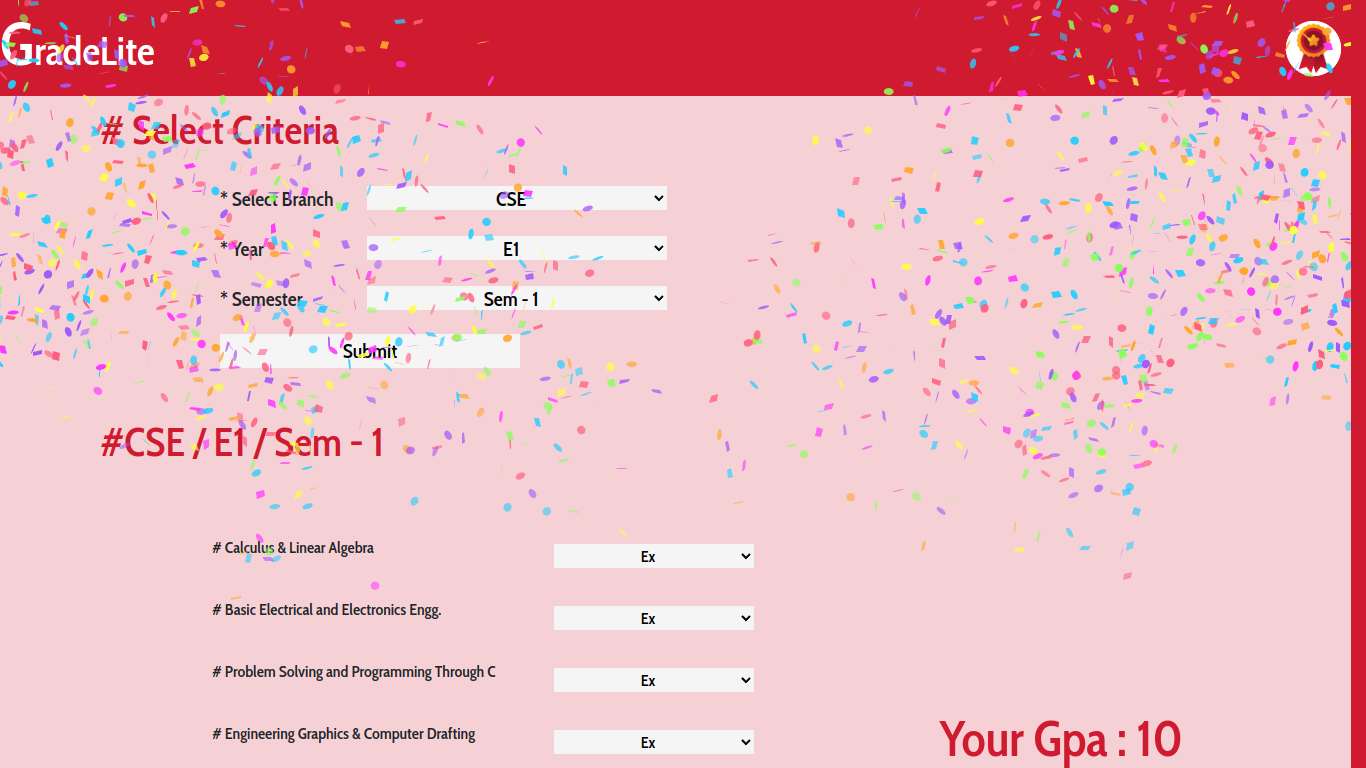 GradeLite
# Select Criteria
* Select Branch CSE
* Year E1
* Semester Sem - 1
Submit
#CSE / E1 / Sem - 1
# Calculus & Linear Algebra Ex
# Basic Electrical and Electronics Engg. Ex
# Problem Solving and Programming Through C Ex
# Engineering Graphics & Computer Drafting Ex
Your Gpa : 10